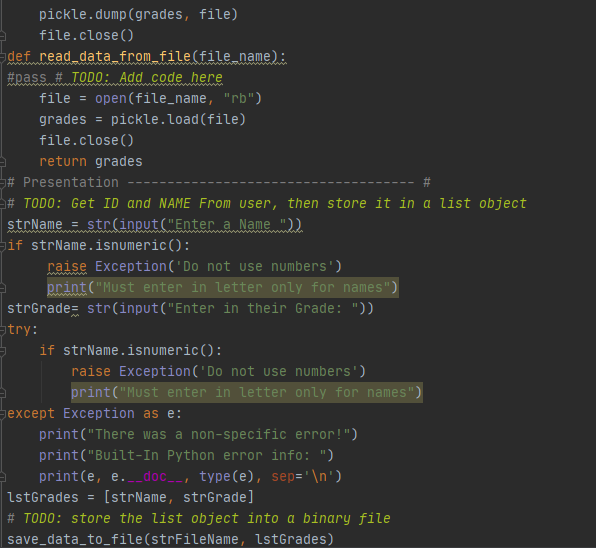 pickle.dump(grades, file)
file.close()
def read_data_from_file(file_name):
#pass # TODO: Add code here
file = open(file_name, "rb")
grades = pickle.load(file)
file.close()
return grades
# Presentation ------------------------------------ #
# TODO: Get ID and NAME From user, then store it in a list object
strName = str(input("Enter a Name "))
if strName.isnumeric():
raise Exception('Do not use numbers')
print("Must enter in letter only for names")
strGrade= str(input("Enter in their Grade: "))
try:
if strName.isnumeric():
raise Exception('Do not use numbers')
print("Must enter in letter only for names")
except Exception as e:
print("There was a non-specific error!")
print("Built-In Python error info: ")
print(e, e.__doc__, type(e), sep='\n')
lstGrades = [strName, strGrade]
# TODO: store the list object into a binary file
save_data_to_file(strFileName, lstGrades)